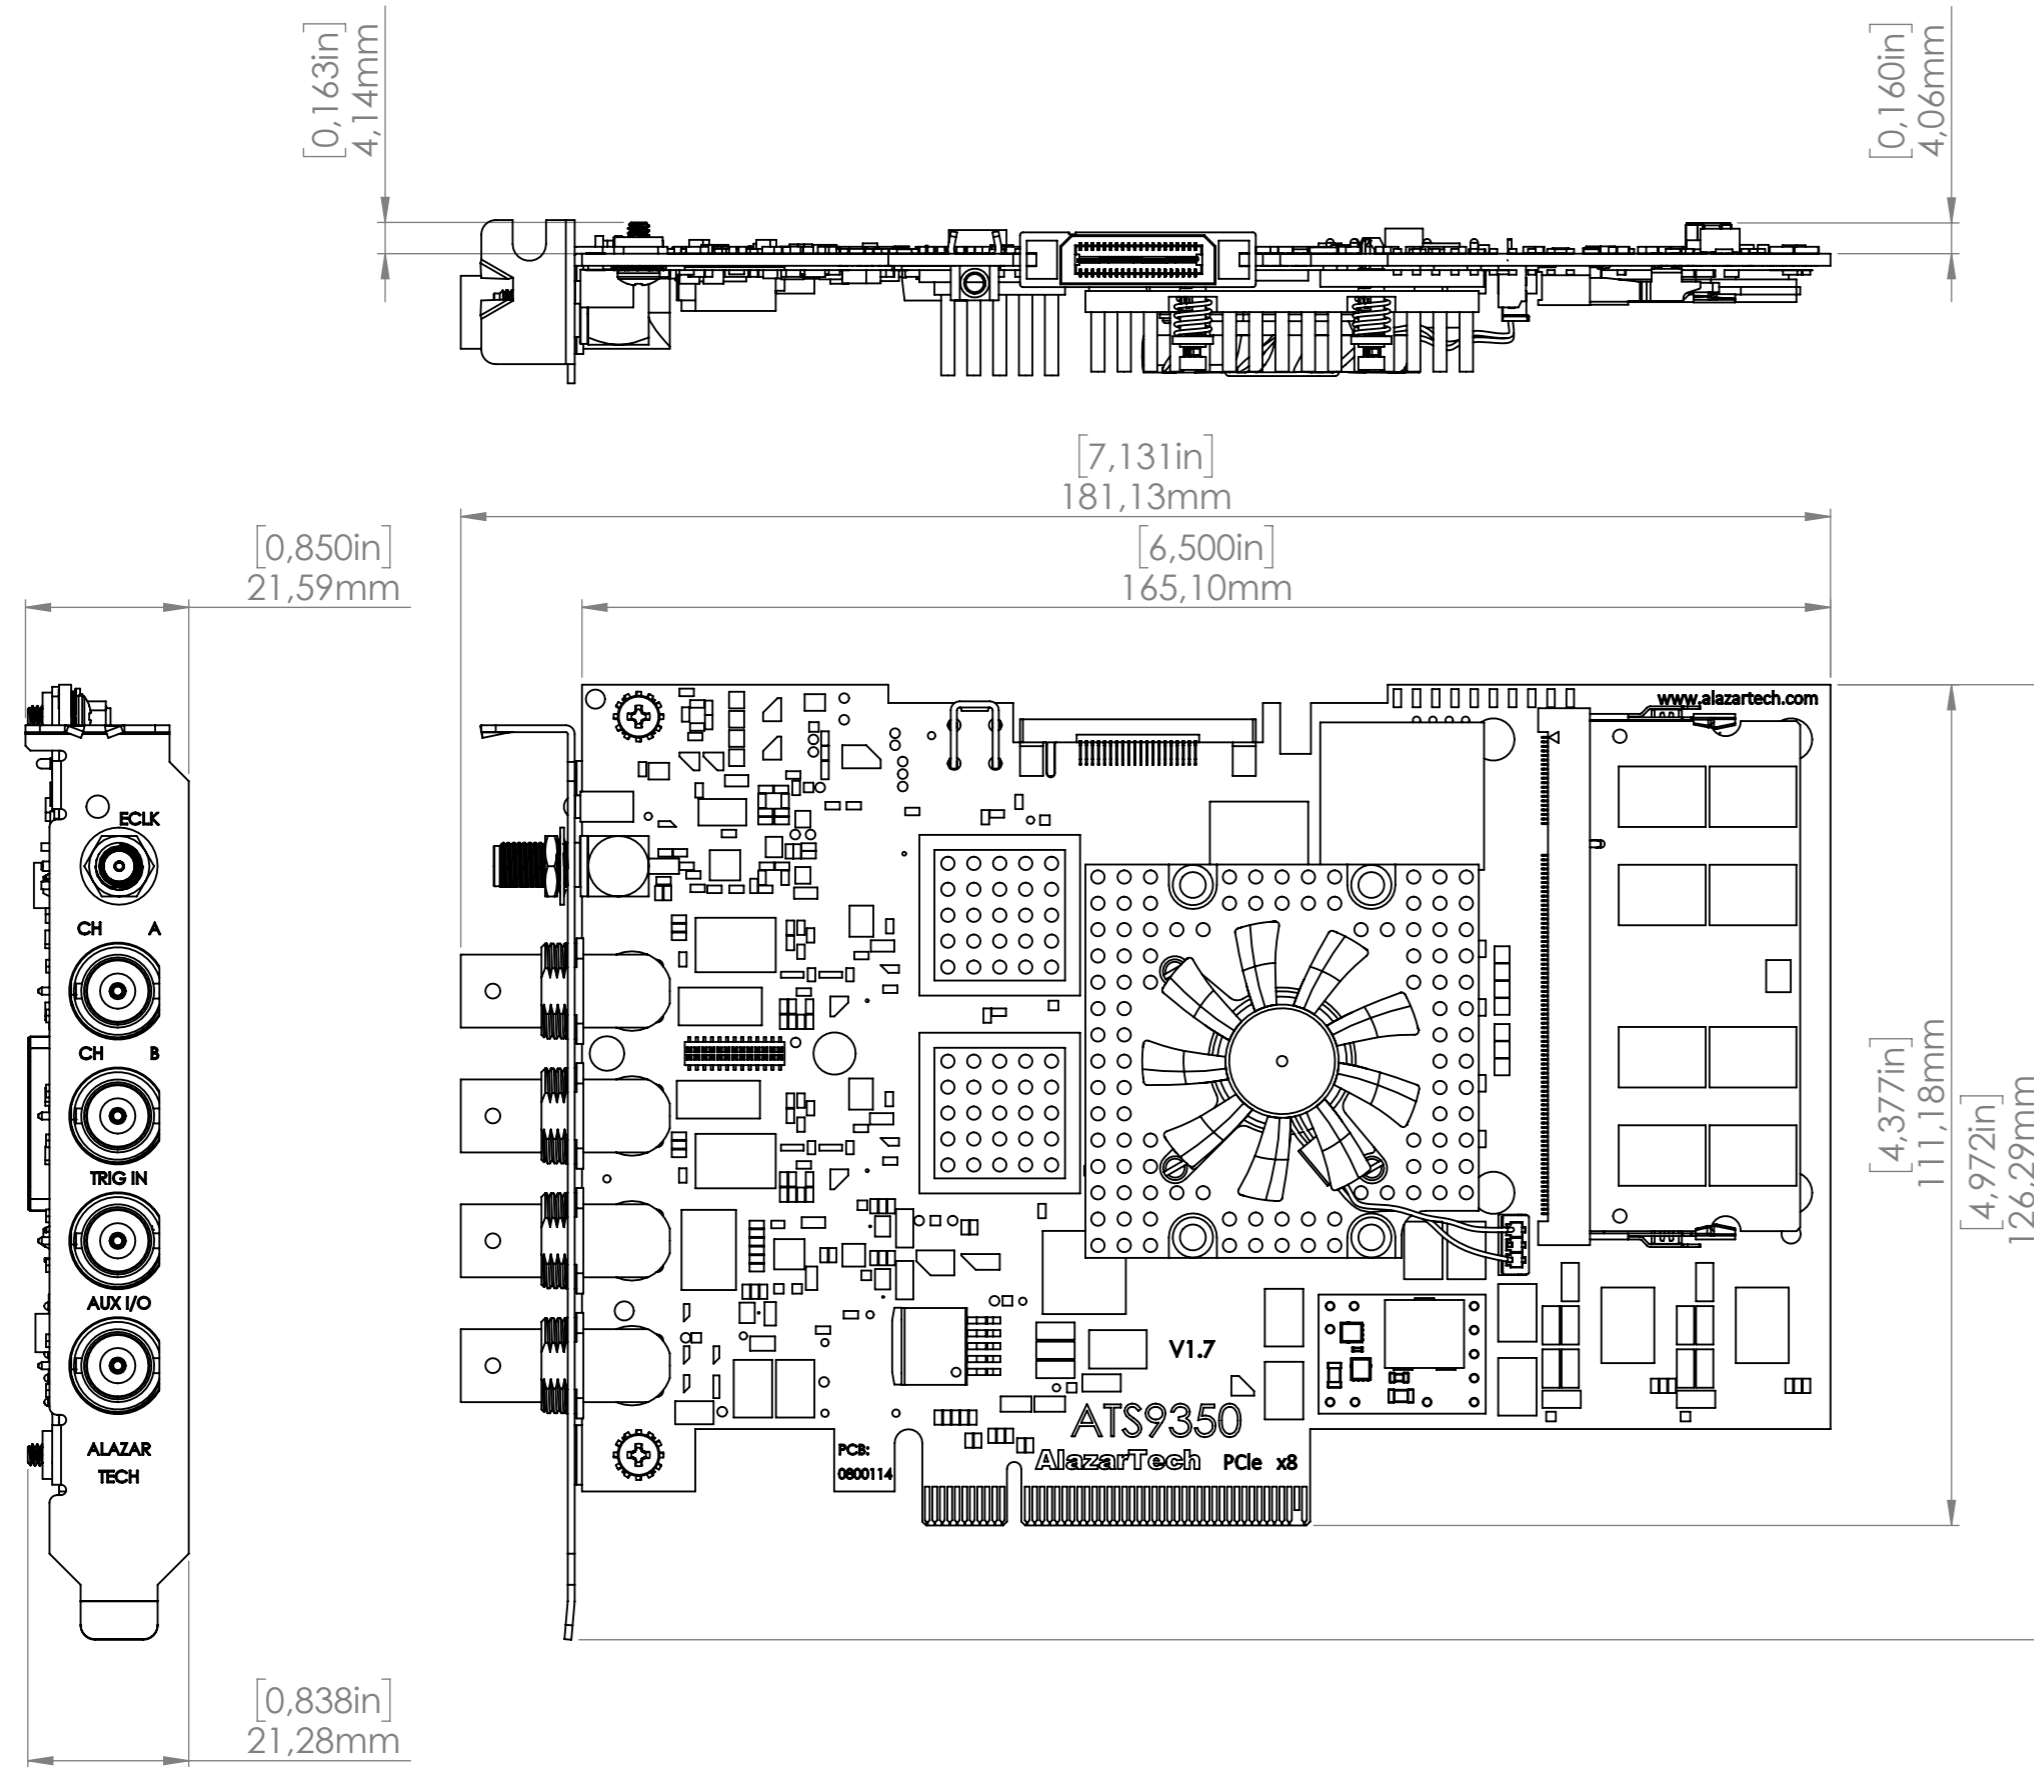 [0,163in]
4,14mm
[0,160in]
4,06mm
[7,131in]
181,13mm
[0,850in]
21,59mm
[6,500in]
165,10mm
www.alazartech.com
ECLK
CH A
CH B
TRIG IN
AUX I/O
ALAZAR
TECH
[4,377in]
111,18mm
[4,972in]
126,29mm
V1.7
ATS9350
AlazarTech PCIe x8
PCB:
0800114
[0,838in]
21,28mm